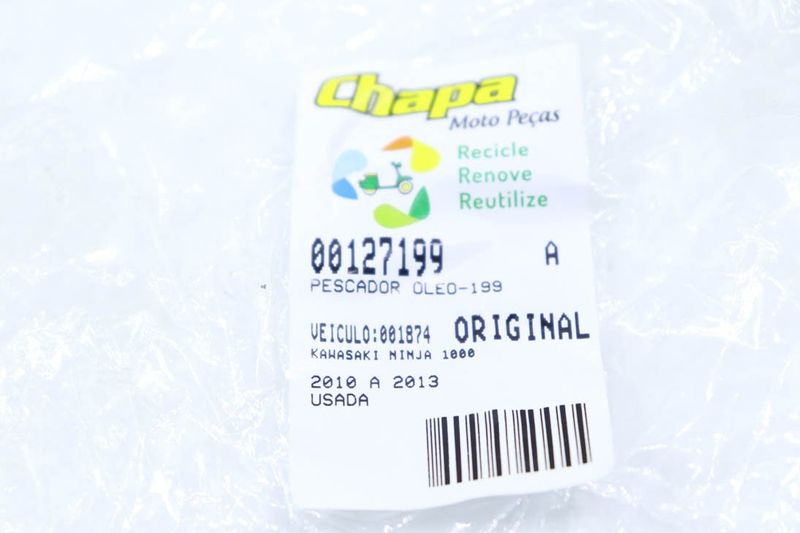 Chapa
Moto Peças
Recicle
Renove
Reutilize
00127199 A
PESCADOR OLEO-199
VEICULO:001874 ORIGINAL
KAWASAKI NINJA 1000
2010 A 2013
USADA